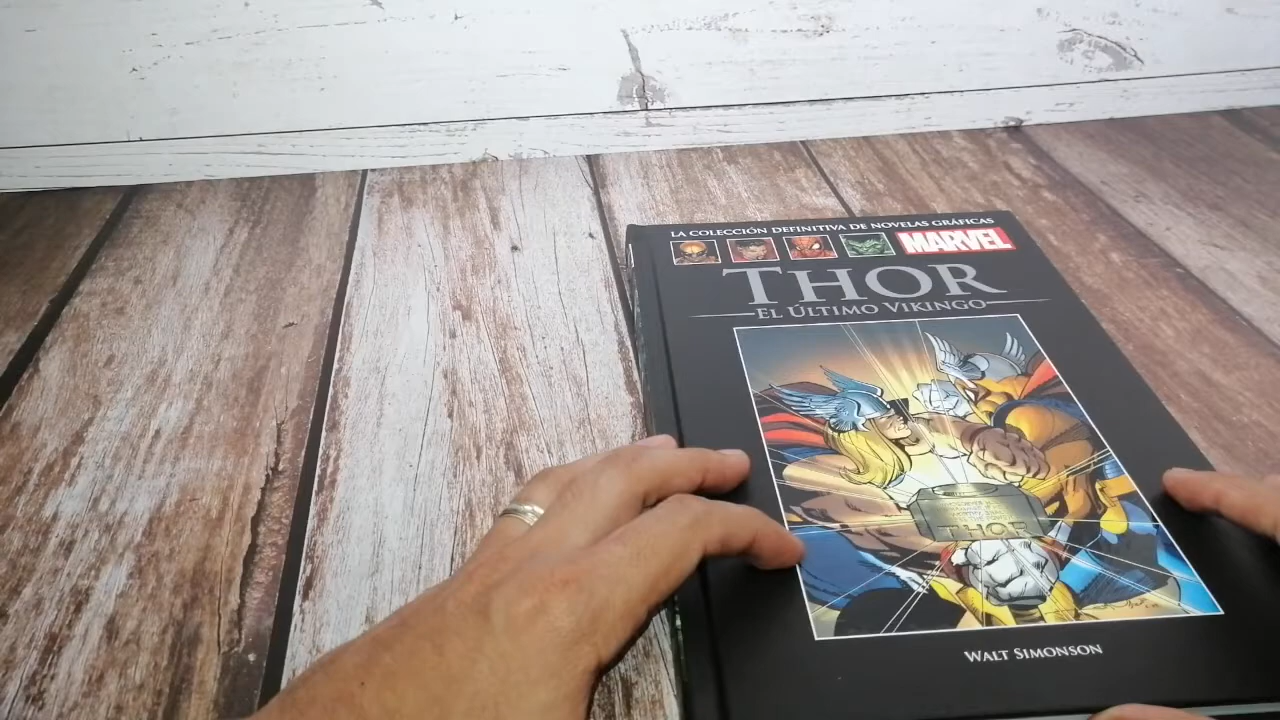 LA COLECCIÓN DEFINITIVA DE NOVELAS GRÁFICAS
MARVEL
THOR
EL ÚLTIMO VIKINGO
THOR
WALT SIMONSON